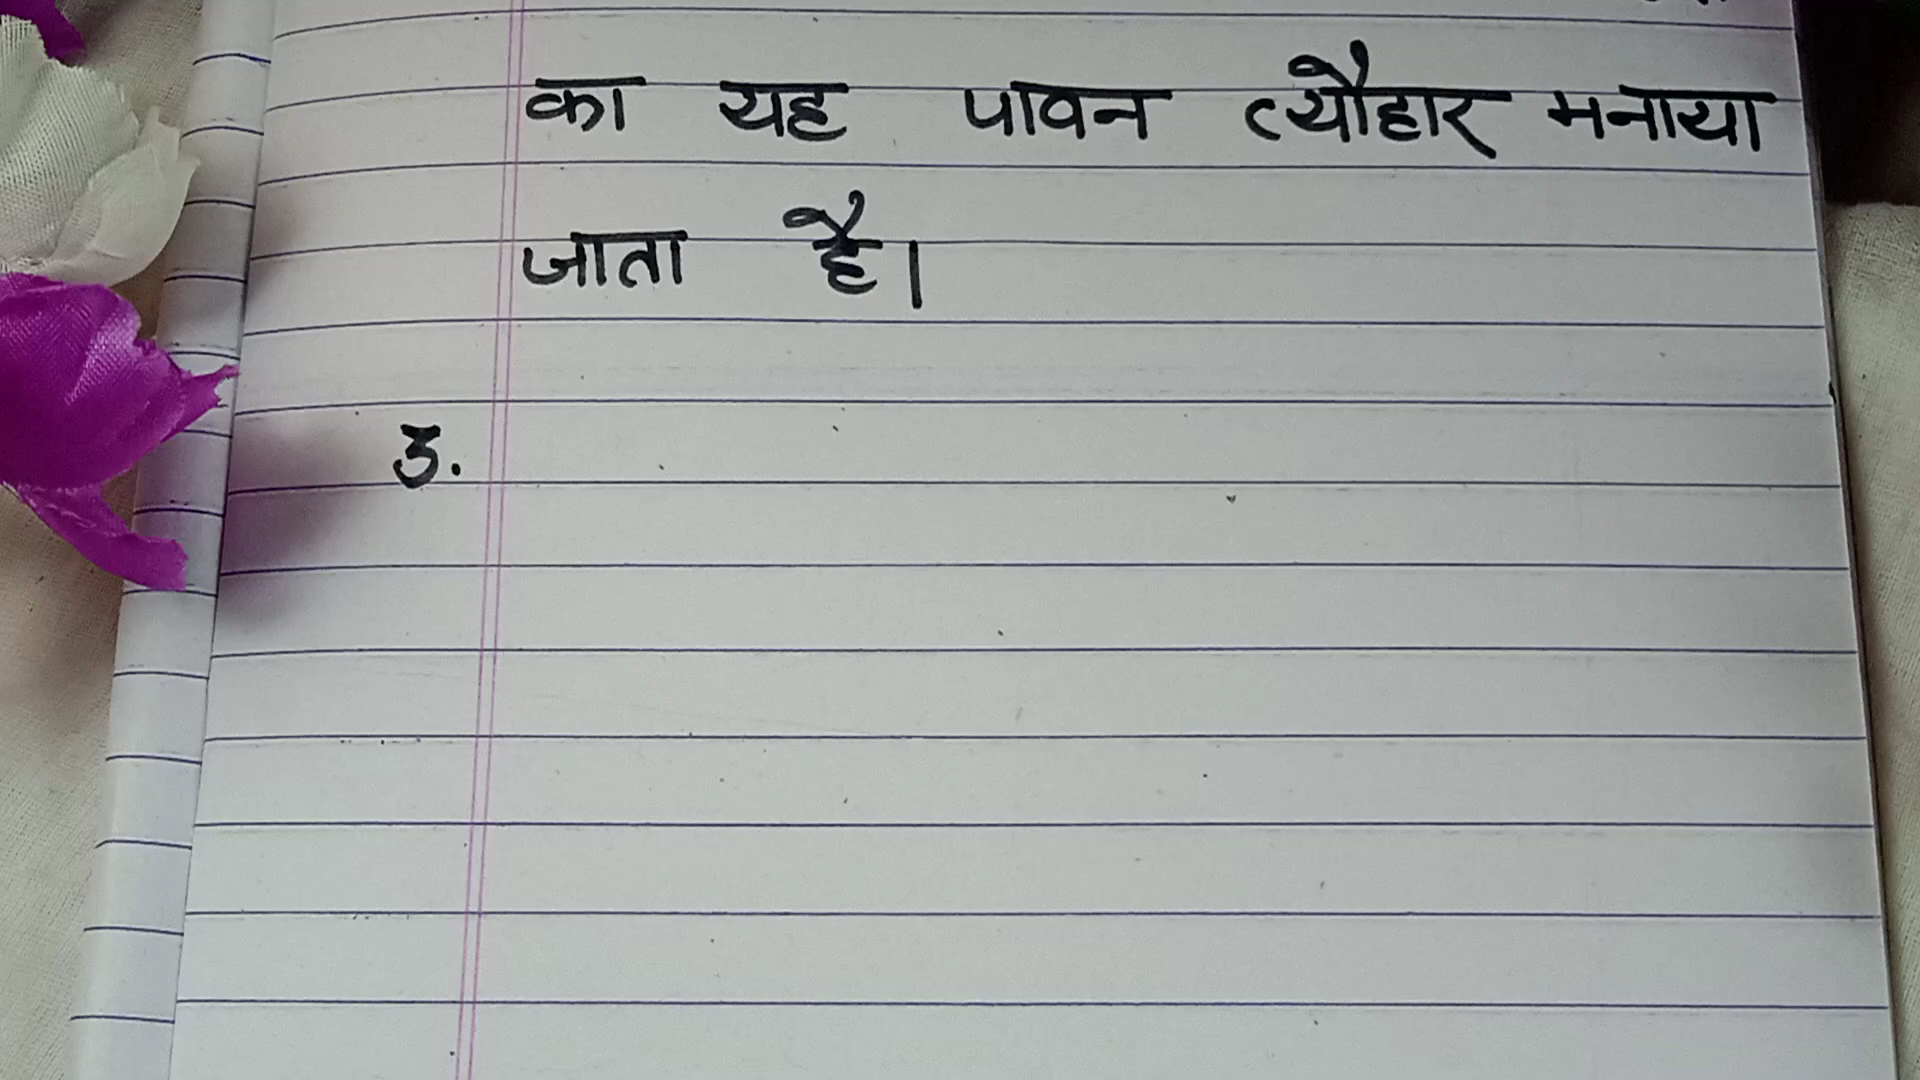 का यह पावन त्यौहार मनाया
जाता है।
3.